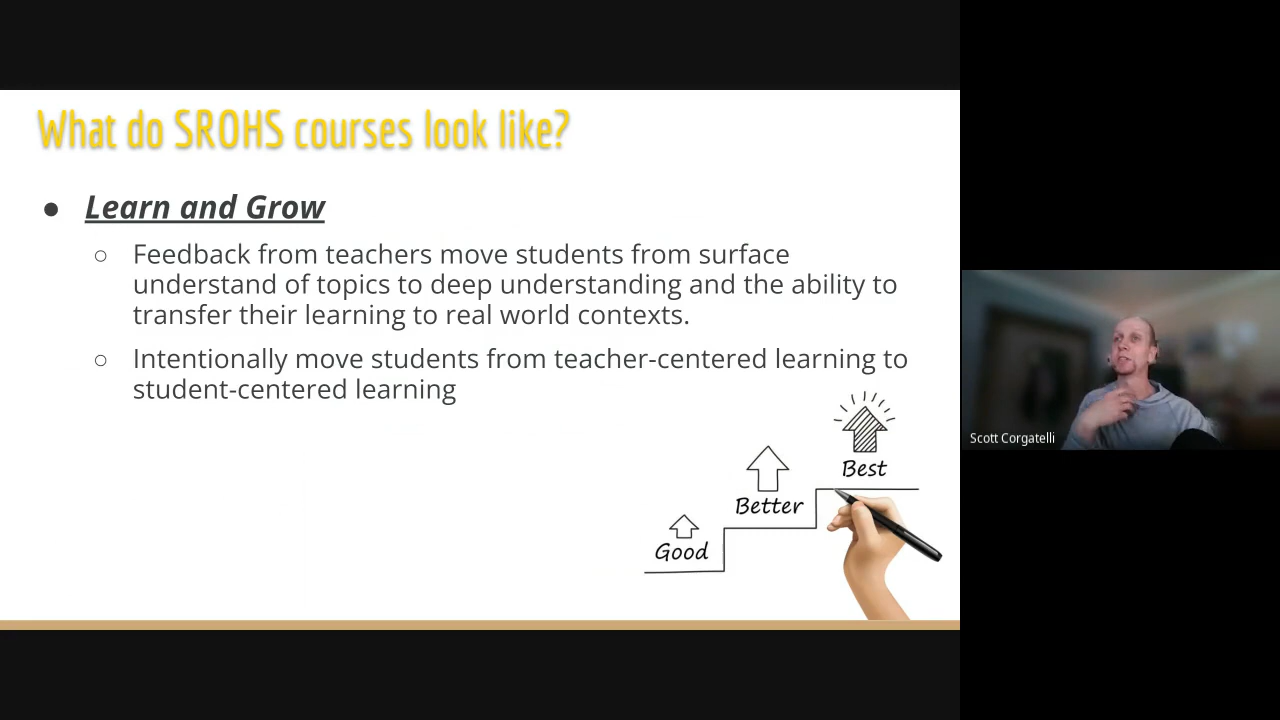 What do SROHS courses look like?
● Learn and Grow
○ Feedback from teachers move students from surface
understand of topics to deep understanding and the ability to
transfer their learning to real world contexts.
○ Intentionally move students from teacher-centered learning to
student-centered learning
Best
Better
Good
Scott Corgatelli